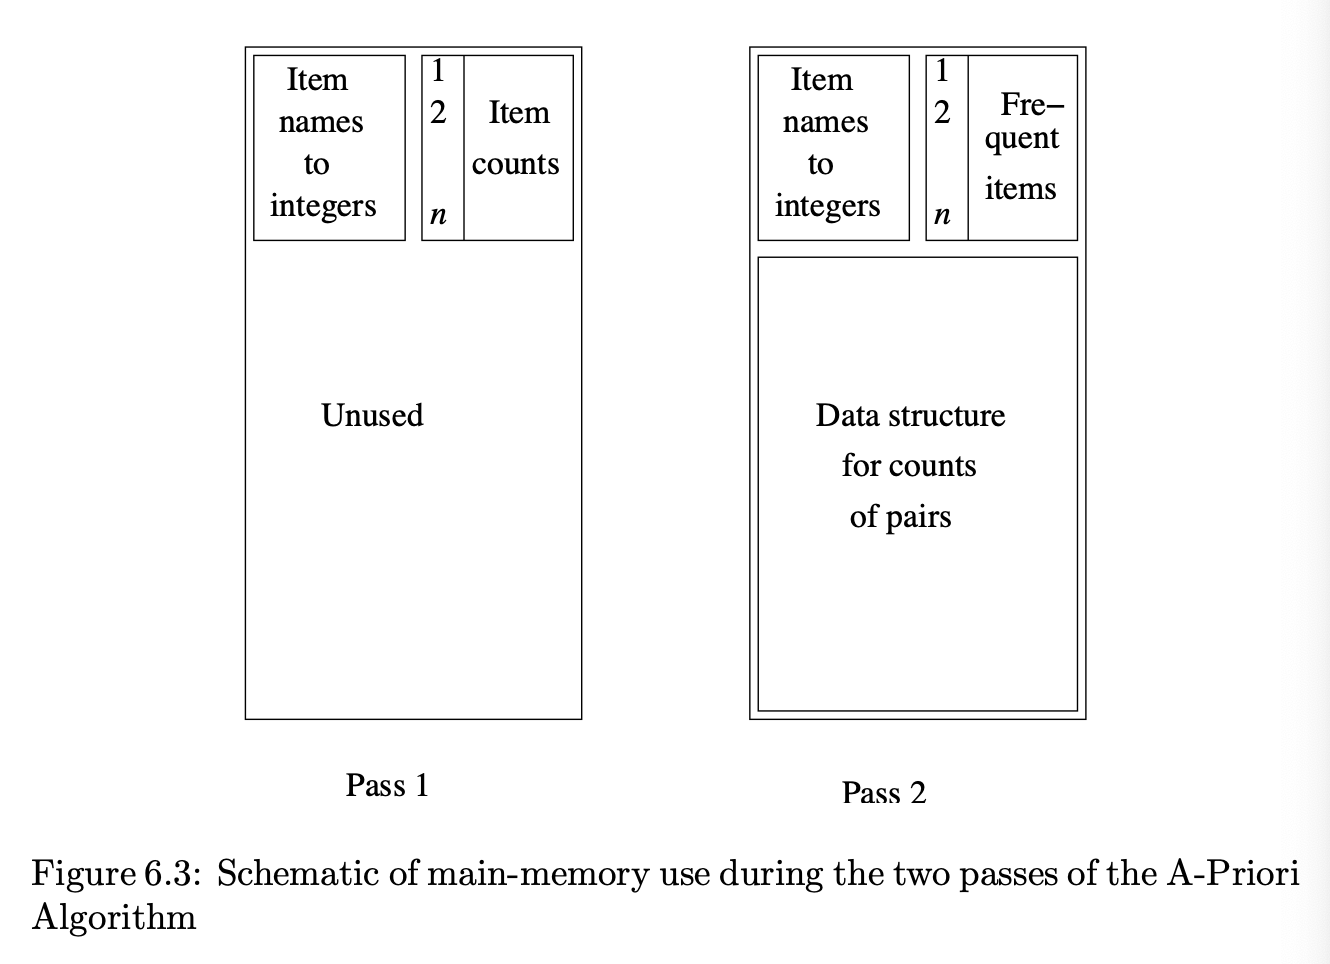 Item
names
to
integers
1
2
n
Item
counts
Unused
Pass 1
Item
names
to
integers
1
2
n
Fre–
quent
items
Data structure
for counts
of pairs
Pass 2
Figure 6.3: Schematic of main-memory use during the two passes of the A-Priori
Algorithm